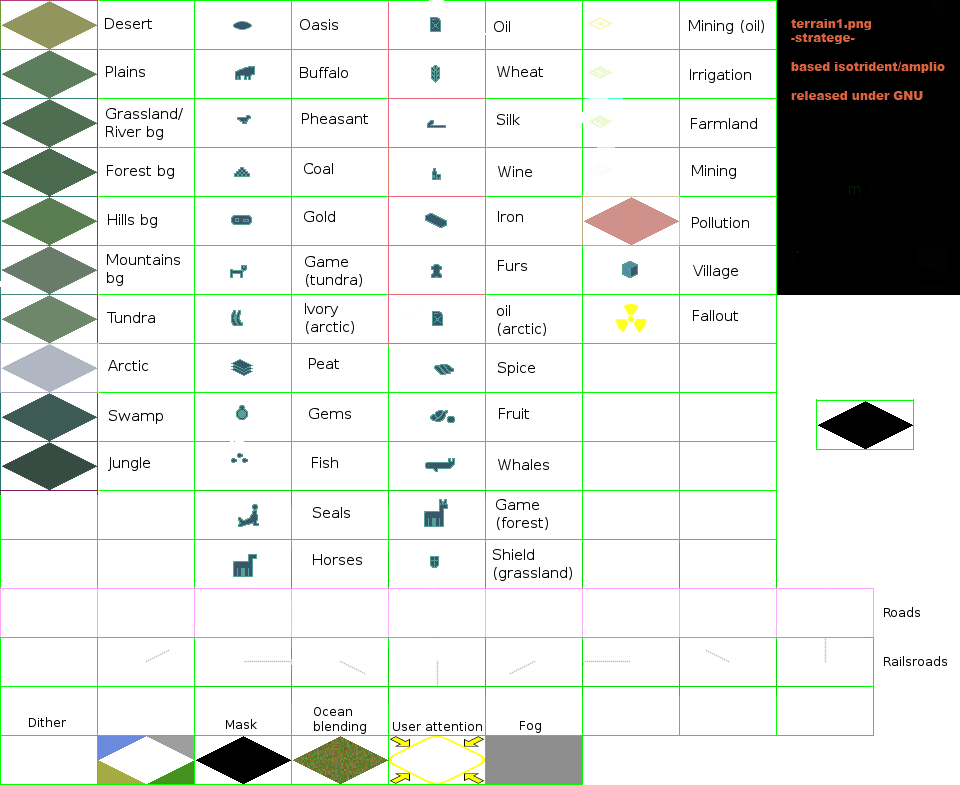 Desert Oasis Oil Mining (oil) terrain1.png
-stratege-
Plains Buffalo Wheat Irrigation based isotrident/amplio
released under GNU
Grassland/
River bg Pheasant Silk Farmland
Forest bg Coal Wine Mining
Hills bg Gold Iron Pollution
Mountains
bg
Game
(tundra)
Furs Village
Tundra
Ivory
(arctic)
oil
(arctic)
Fallout
Arctic Peat Spice
Swamp Gems Fruit
Jungle Fish Whales
Seals
Game
(forest)
Horses
Shield
(grassland)
Roads
Railsroads
Dither Mask
Ocean
blending
User attention Fog